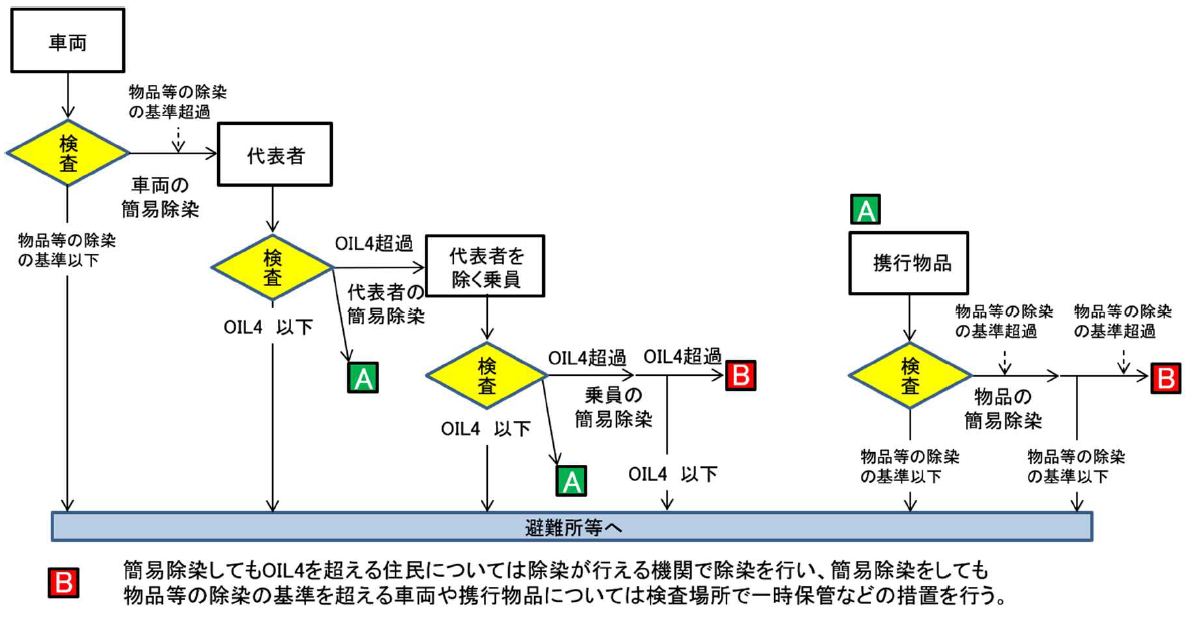 車両
物品等の除染
の基準超過
検
査
代表者
車両の
簡易除染
物品等の除染
の基準以下
検
査
OIL4超過
代表者を
除く乗員
代表者の
簡易除染
OIL4 以下
A
検
査
OIL4超過
OIL4超過
B
乗員の
簡易除染
OIL4 以下
A
OIL4 以下
A
携行物品
物品等の除染
の基準超過
物品等の除染
の基準超過
検
査
B
物品の
簡易除染
物品等の除染
の基準以下
物品等の除染
の基準以下
避難所等へ
B
簡易除染してもOIL4を超える住民については除染が行える機関で除染を行い、簡易除染をしても
物品等の除染の基準を超える車両や携行物品については検査場所で一時保管などの措置を行う。